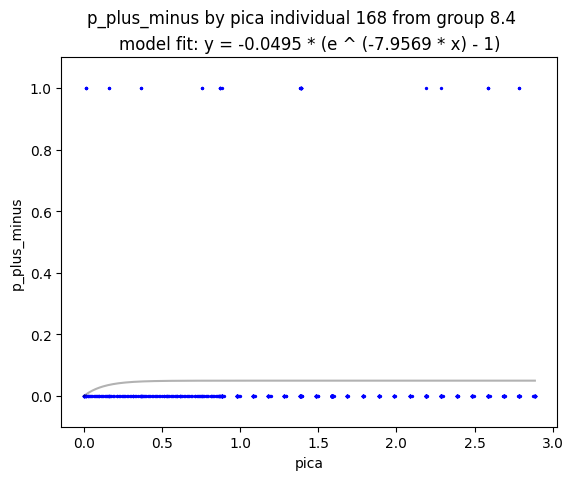 p_plus_minus by pica individual 168 from group 8.4
model fit: y = -0.0495 * (e ^ (-7.9569 * x) - 1)
1.0
0.8
0.6
0.4
0.2
0.0
p_plus_minus
0.0 0.5 1.0 1.5 2.0 2.5 3.0
pica